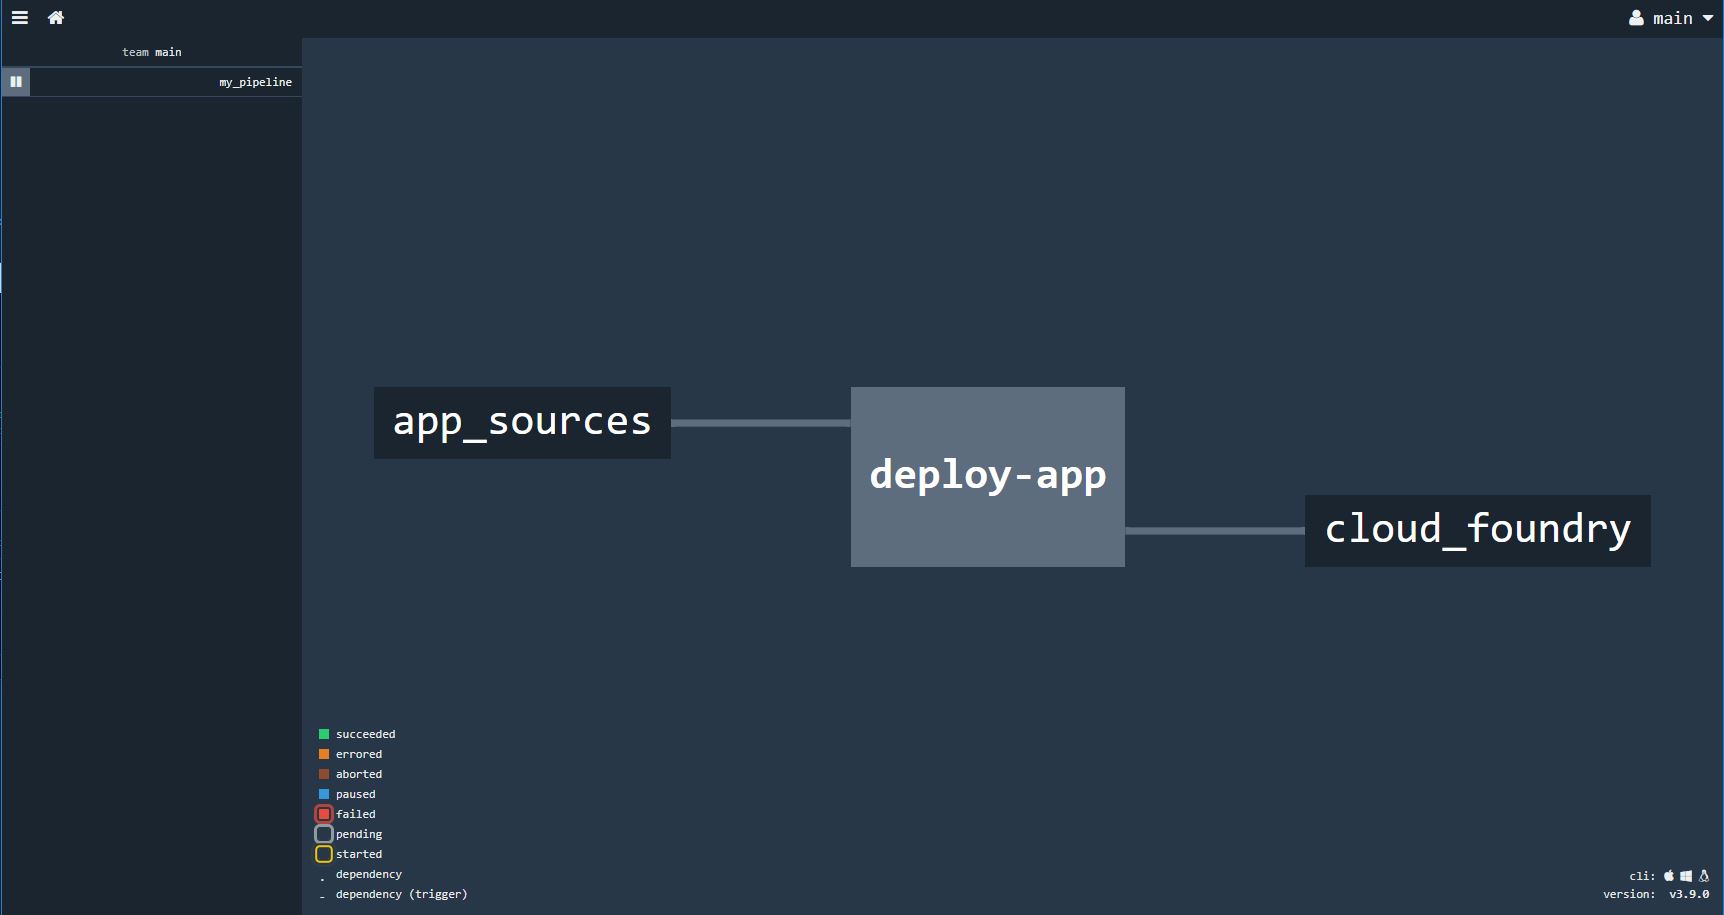 main
team main
my_pipeline
app_sources
deploy-app
cloud_foundry
succeeded
errored
aborted
paused
failed
pending
started
dependency
dependency (trigger)
cli:
version: v3.9.0